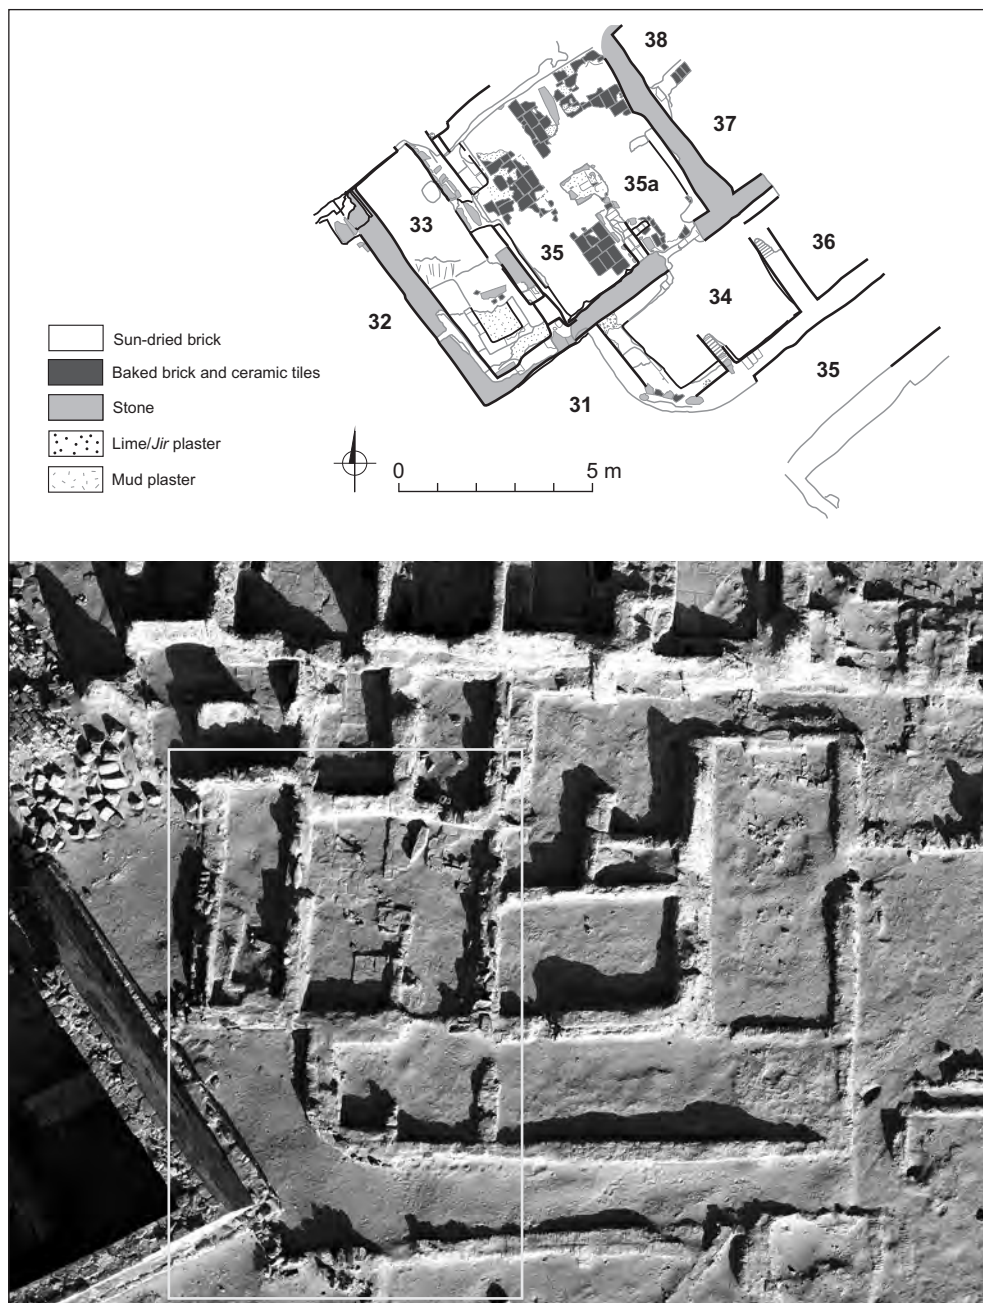 38
37
35a
36
33
35
34
32
35
31
Sun-dried brick
Baked brick and ceramic tiles
Stone
Lime/Jir plaster
Mud plaster
0 5 m